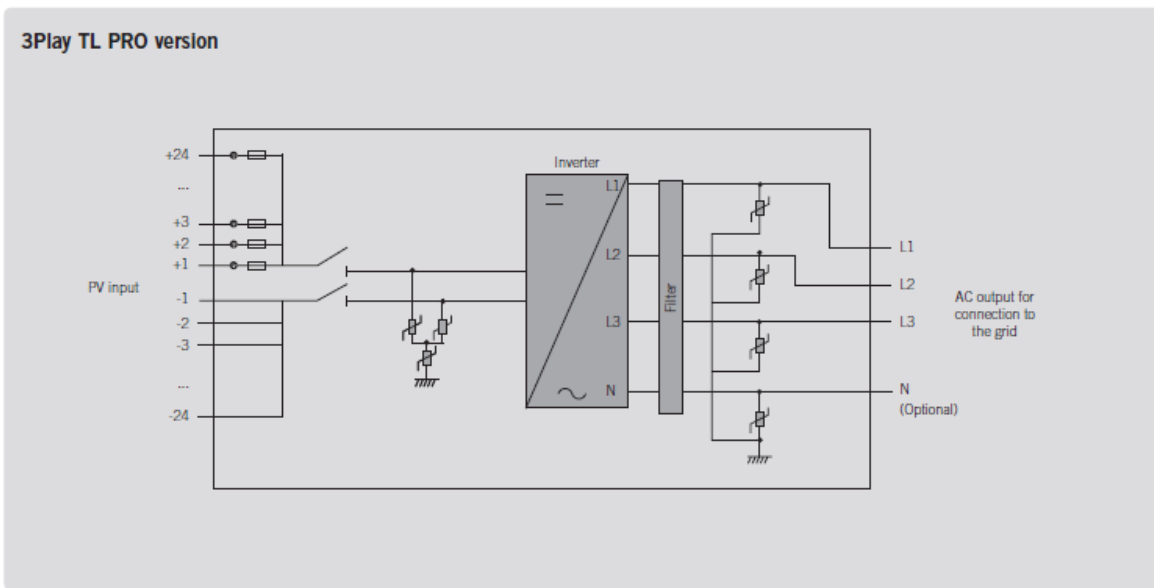 3Play TL PRO version
+24
...
+3
+2
+1
PV input
-1
-2
-3
...
-24
Inverter
L1
L2
L3
N
Filter
L1
L2
L3
N
(Optional)
AC output for
connection to
the grid